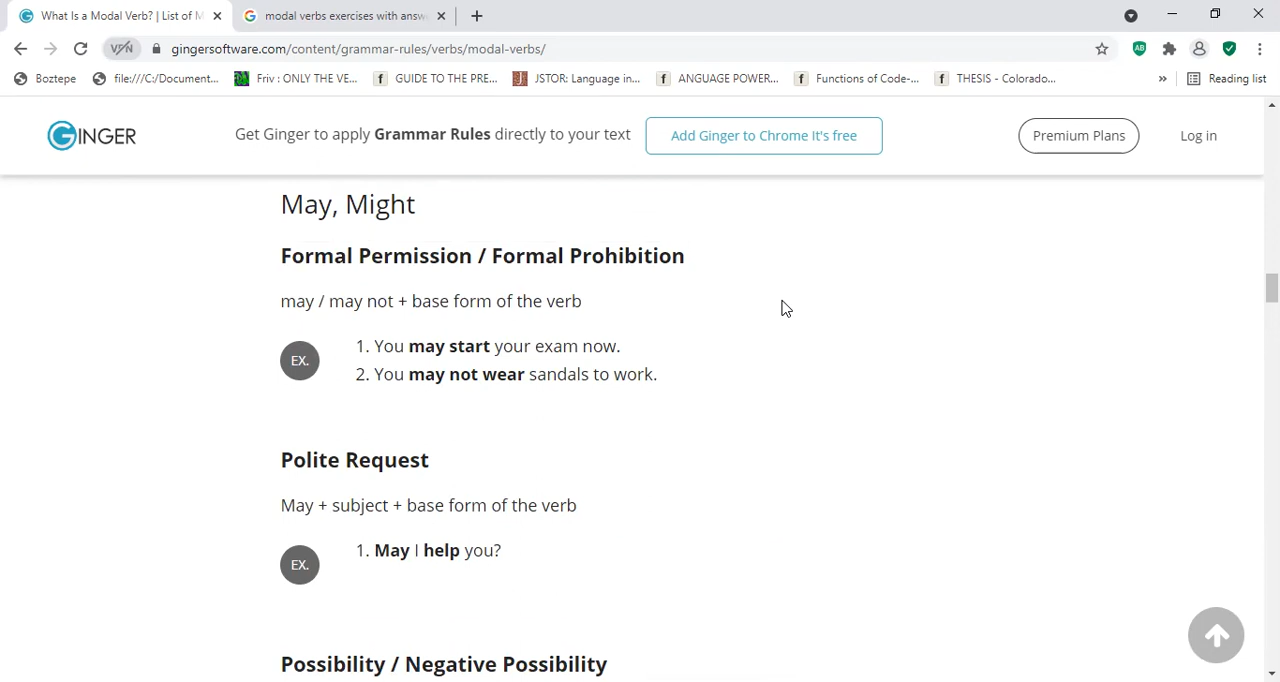 What Is a Modal Verb? | List of M
modal verbs exercises with answ
VPN
gingersoftware.com/content/grammar-rules/verbs/modal-verbs/
AB
Boztepe
file:///C:/Document...
Friv : ONLY THE VE...
GUIDE TO THE PRE...
JSTOR: Language in...
ANGUAGE POWER...
Functions of Code-...
THESIS - Colorado...
»
Reading list
GINGER
Get Ginger to apply Grammar Rules directly to your text
Add Ginger to Chrome It's free
Premium Plans
Log in
May, Might
Formal Permission / Formal Prohibition
may / may not + base form of the verb
EX.
1. You may start your exam now.
2. You may not wear sandals to work.
Polite Request
May + subject + base form of the verb
EX.
1. May I help you?
Possibility / Negative Possibility